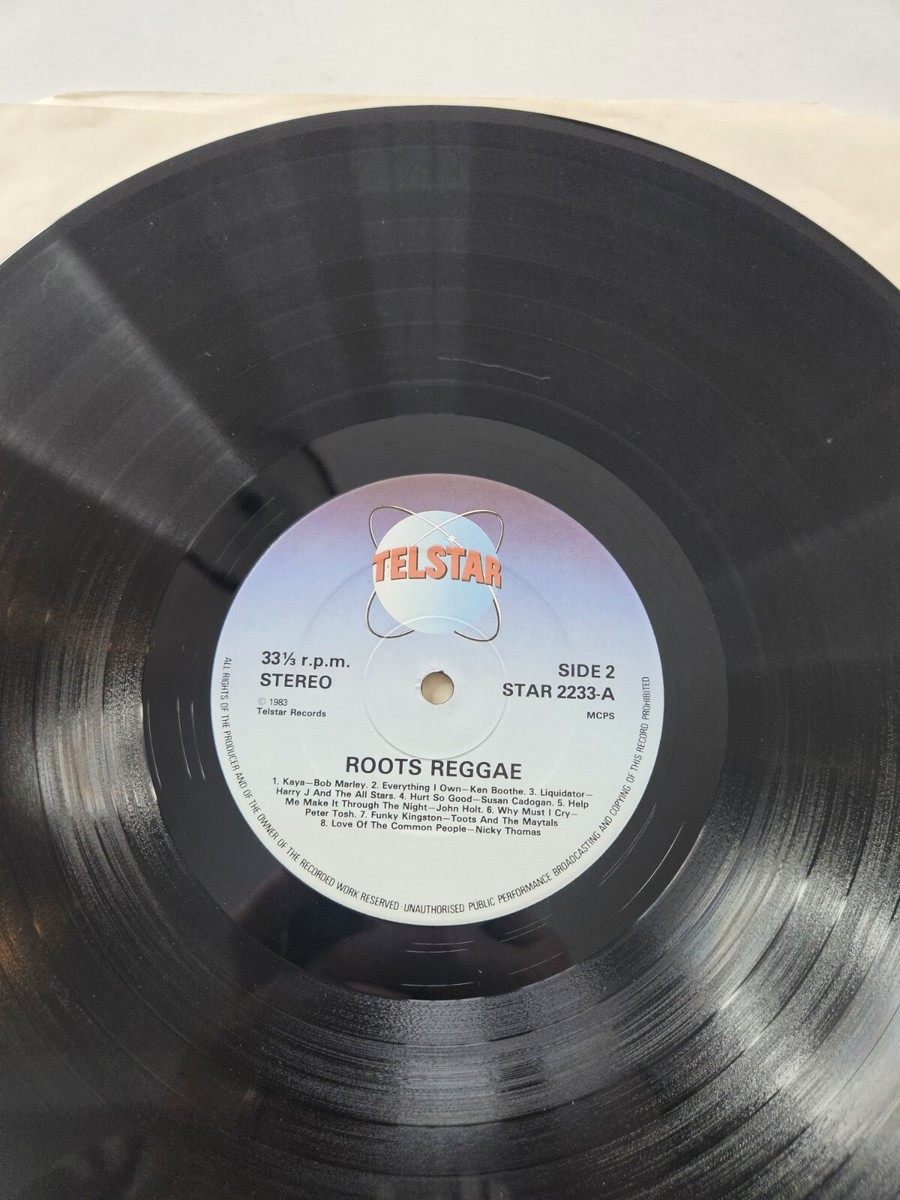 TELSTAR
33⅓ r.p.m.
STEREO
© 1983
Telstar Records
SIDE 2
STAR 2233-A
MCPS
ROOTS REGGAE
1. Kaya—Bob Marley. 2. Everything I Own—Ken Boothe. 3. Liquidator—
Harry J And The All Stars. 4. Hurt So Good—Susan Cadogan. 5. Help
Me Make It Through The Night—John Holt. 6. Why Must I Cry—
Peter Tosh. 7. Funky Kingston—Toots And The Maytals
8. Love Of The Common People—Nicky Thomas
ALL RIGHTS OF THE PRODUCER AND OF THE OWNER OF THE RECORDED WORK RESERVED · UNAUTHORISED PUBLIC PERFORMANCE BROADCASTING AND COPYING OF THIS RECORD PROHIBITED